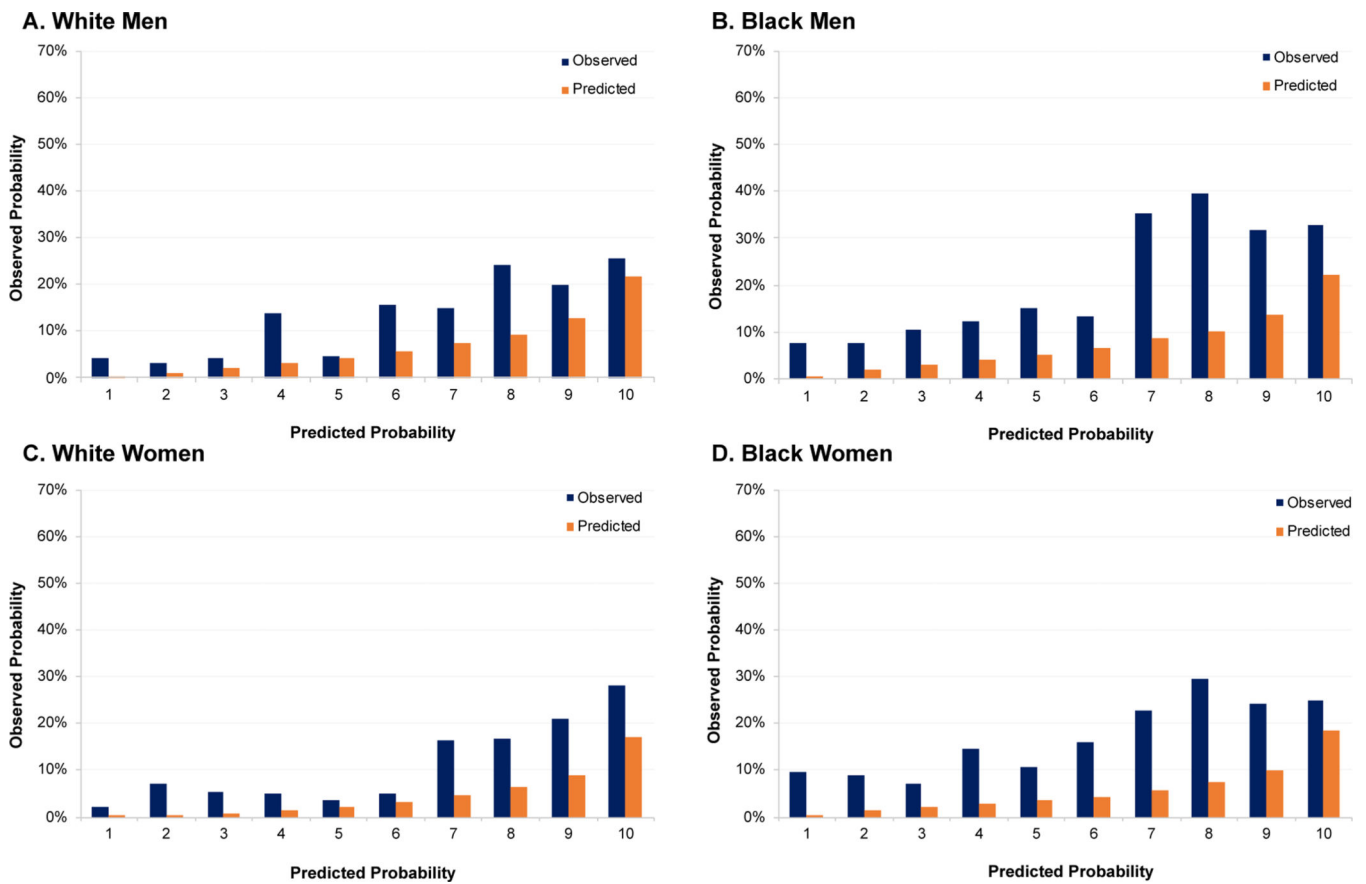 A. White Men
70%
60%
50%
40%
30%
20%
10%
0%
Observed Probability
Observed
Predicted
1 2 3 4 5 6 7 8 9 10
Predicted Probability
B. Black Men
70%
60%
50%
40%
30%
20%
10%
0%
Observed Probability
Observed
Predicted
1 2 3 4 5 6 7 8 9 10
Predicted Probability
C. White Women
70%
60%
50%
40%
30%
20%
10%
0%
Observed Probability
Observed
Predicted
1 2 3 4 5 6 7 8 9 10
Predicted Probability
D. Black Women
70%
60%
50%
40%
30%
20%
10%
0%
Observed Probability
Observed
Predicted
1 2 3 4 5 6 7 8 9 10
Predicted Probability